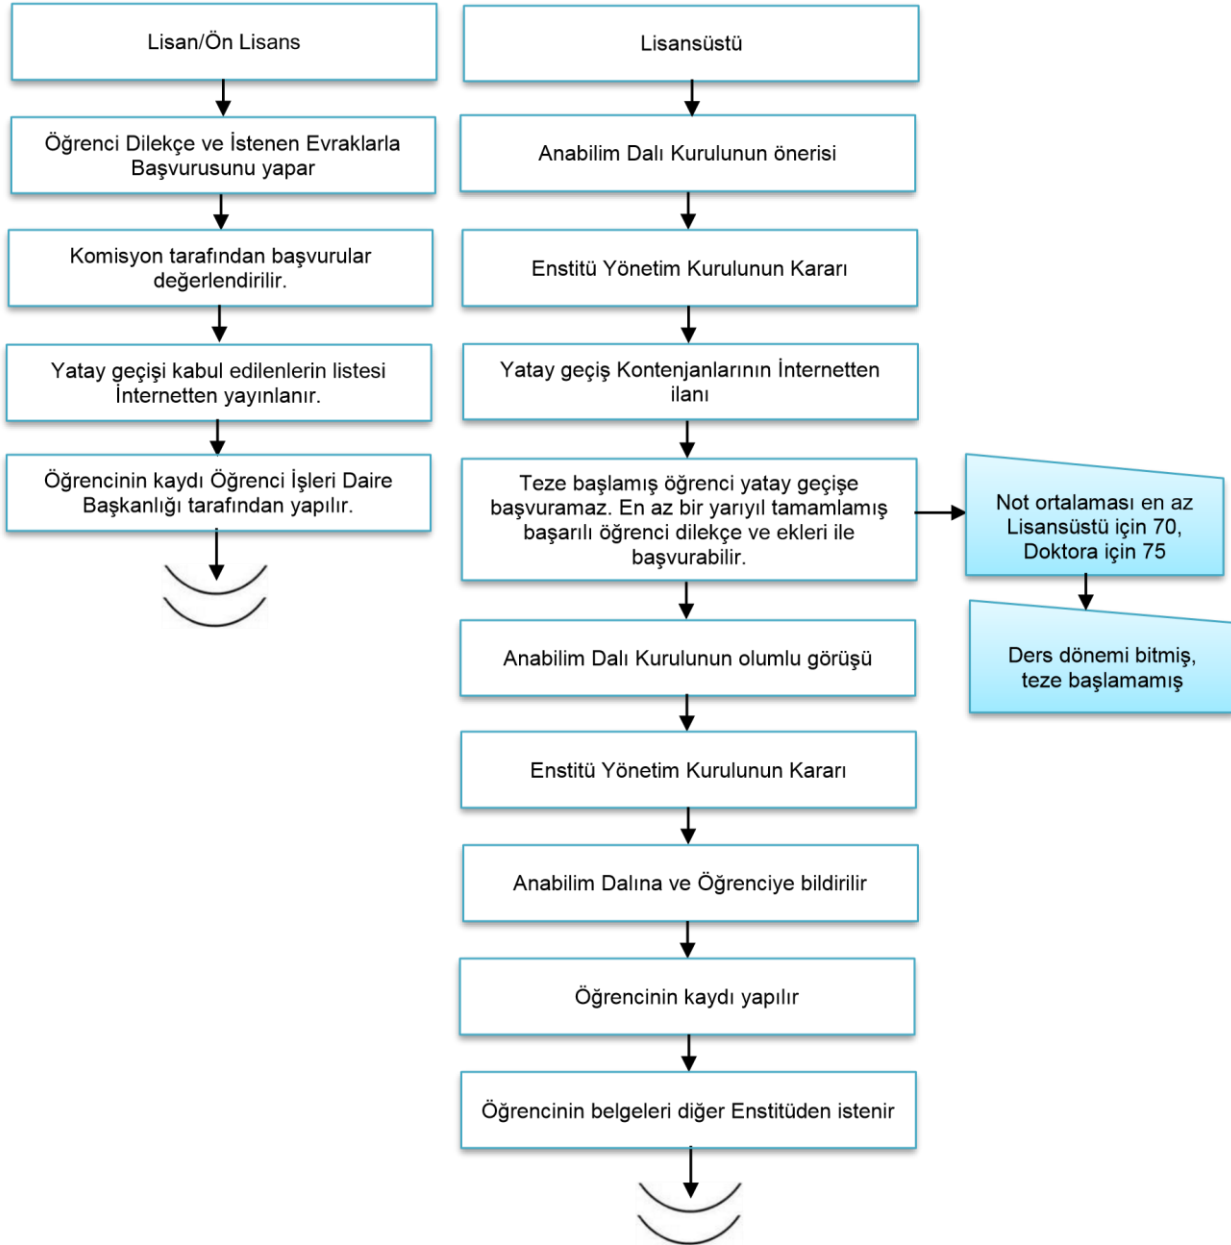 Lisan/Ön Lisans
Öğrenci Dilekçe ve İstenen Evraklarla
Başvurusunu yapar
Komisyon tarafından başvurular
değerlendirilir.
Yatay geçişi kabul edilenlerin listesi
İnternetten yayınlanır.
Öğrencinin kaydı Öğrenci İşleri Daire
Başkanlığı tarafından yapılır.
Lisansüstü
Anabilim Dalı Kurulunun önerisi
Enstitü Yönetim Kurulunun Kararı
Yatay geçiş Kontenjanlarının İnternetten
ilanı
Teze başlamış öğrenci yatay geçişe
başvuramaz. En az bir yarıyıl tamamlamış
başarılı öğrenci dilekçe ve ekleri ile
başvurabilir.
Not ortalaması en az
Lisansüstü için 70,
Doktora için 75
Ders dönemi bitmiş,
teze başlamamış
Anabilim Dalı Kurulunun olumlu görüşü
Enstitü Yönetim Kurulunun Kararı
Anabilim Dalına ve Öğrenciye bildirilir
Öğrencinin kaydı yapılır
Öğrencinin belgeleri diğer Enstitüden istenir